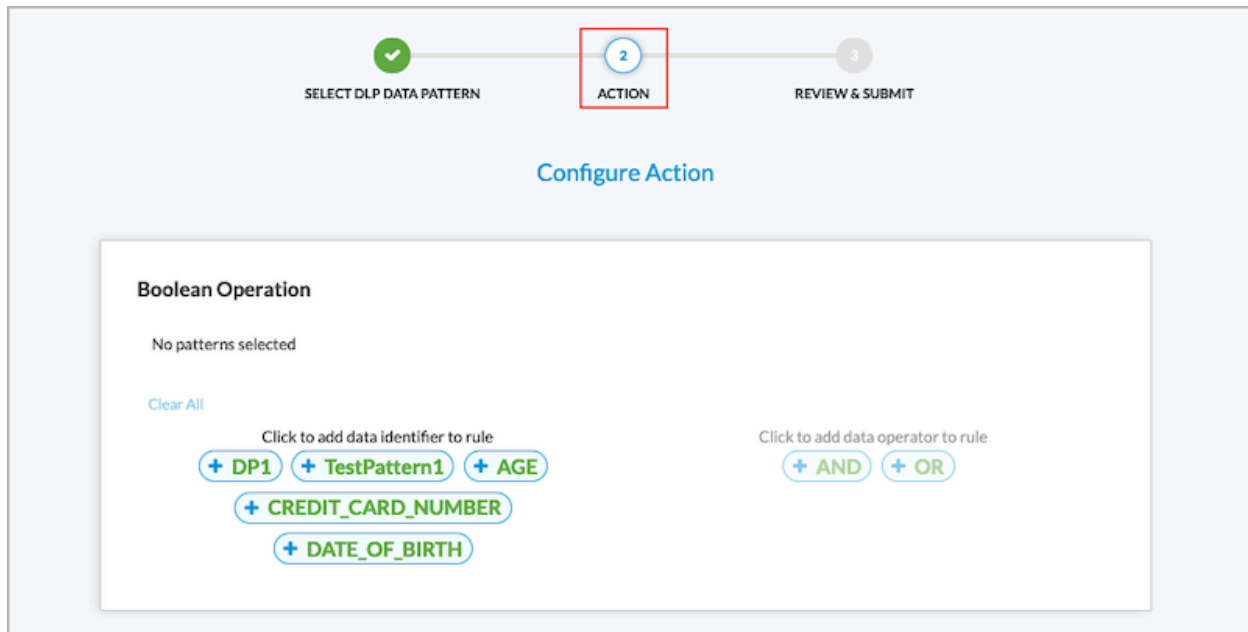 2
3
SELECT DLP DATA PATTERN
ACTION
REVIEW & SUBMIT
Configure Action
Boolean Operation
No patterns selected
Clear All
Click to add data identifier to rule
+ DP1
+ TestPattern1
+ AGE
+ CREDIT_CARD_NUMBER
+ DATE_OF_BIRTH
Click to add data operator to rule
+ AND
+ OR